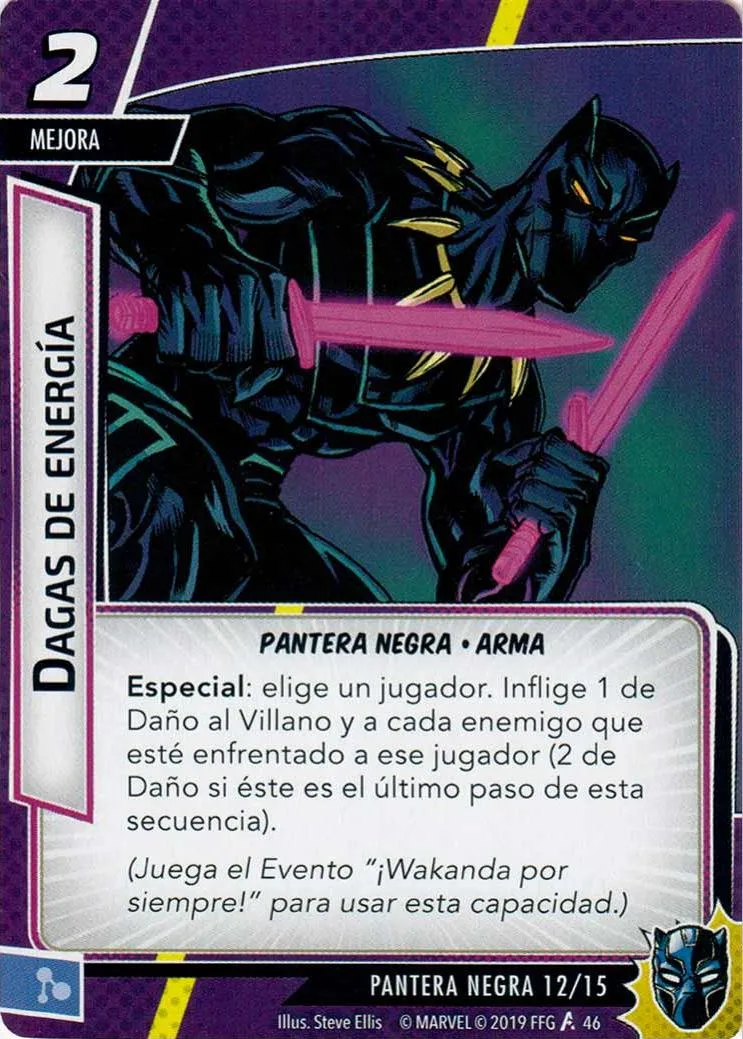 2
MEJORA
DAGAS DE ENERGÍA
PANTERA NEGRA • ARMA
Especial: elige un jugador. Inflige 1 de
Daño al Villano y a cada enemigo que
esté enfrentado a ese jugador (2 de
Daño si éste es el último paso de esta
secuencia).
(Juega el Evento “¡Wakanda por
siempre!” para usar esta capacidad.)
PANTERA NEGRA 12/15
Illus. Steve Ellis © MARVEL © 2019 FFG 46